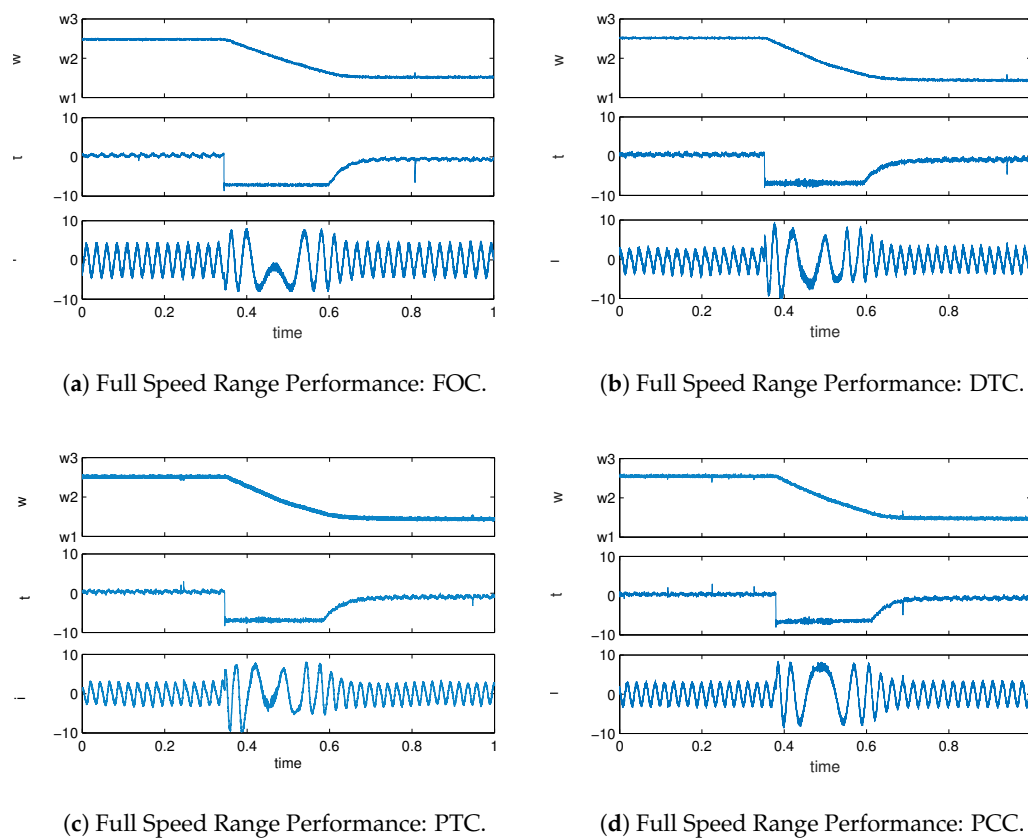 w3
w
w2
w1
10
t
0
−10
10
'
0
−10
0 0.2 0.4 0.6 0.8 1
time
(a) Full Speed Range Performance: FOC.
w3
w
w2
w1
10
t
0
−10
10
I
0
−10
0 0.2 0.4 0.6 0.8
time
(b) Full Speed Range Performance: DTC.
w3
w
w2
w1
10
t
0
−10
10
i
0
−10
0 0.2 0.4 0.6 0.8 1
time
(c) Full Speed Range Performance: PTC.
w3
w
w2
w1
10
t
0
−10
10
I
0
−10
0 0.2 0.4 0.6 0.8
time
(d) Full Speed Range Performance: PCC.